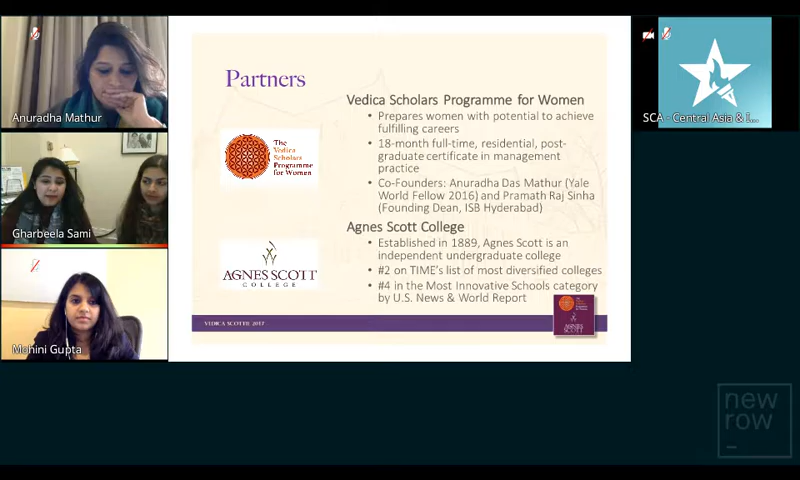 Anuradha Mathur
Gharbeela Sami
Mohini Gupta
Partners
The
Vedica
Scholars
Programme
for Women
AGNES SCOTT
COLLEGE
Vedica Scholars Programme for Women
• Prepares women with potential to achieve
fulfilling careers
• 18-month full-time, residential, post-
graduate certificate in management
practice
• Co-Founders: Anuradha Das Mathur (Yale
World Fellow 2016) and Pramath Raj Sinha
(Founding Dean, ISB Hyderabad)
Agnes Scott College
• Established in 1889, Agnes Scott is an
independent undergraduate college
• #2 on TIME's list of most diversified colleges
• #4 in the Most Innovative Schools category
by U.S. News & World Report
VEDICA SCOTTIE 2017
AGNES
SCOTT
SCA - Central Asia & I...
new
row